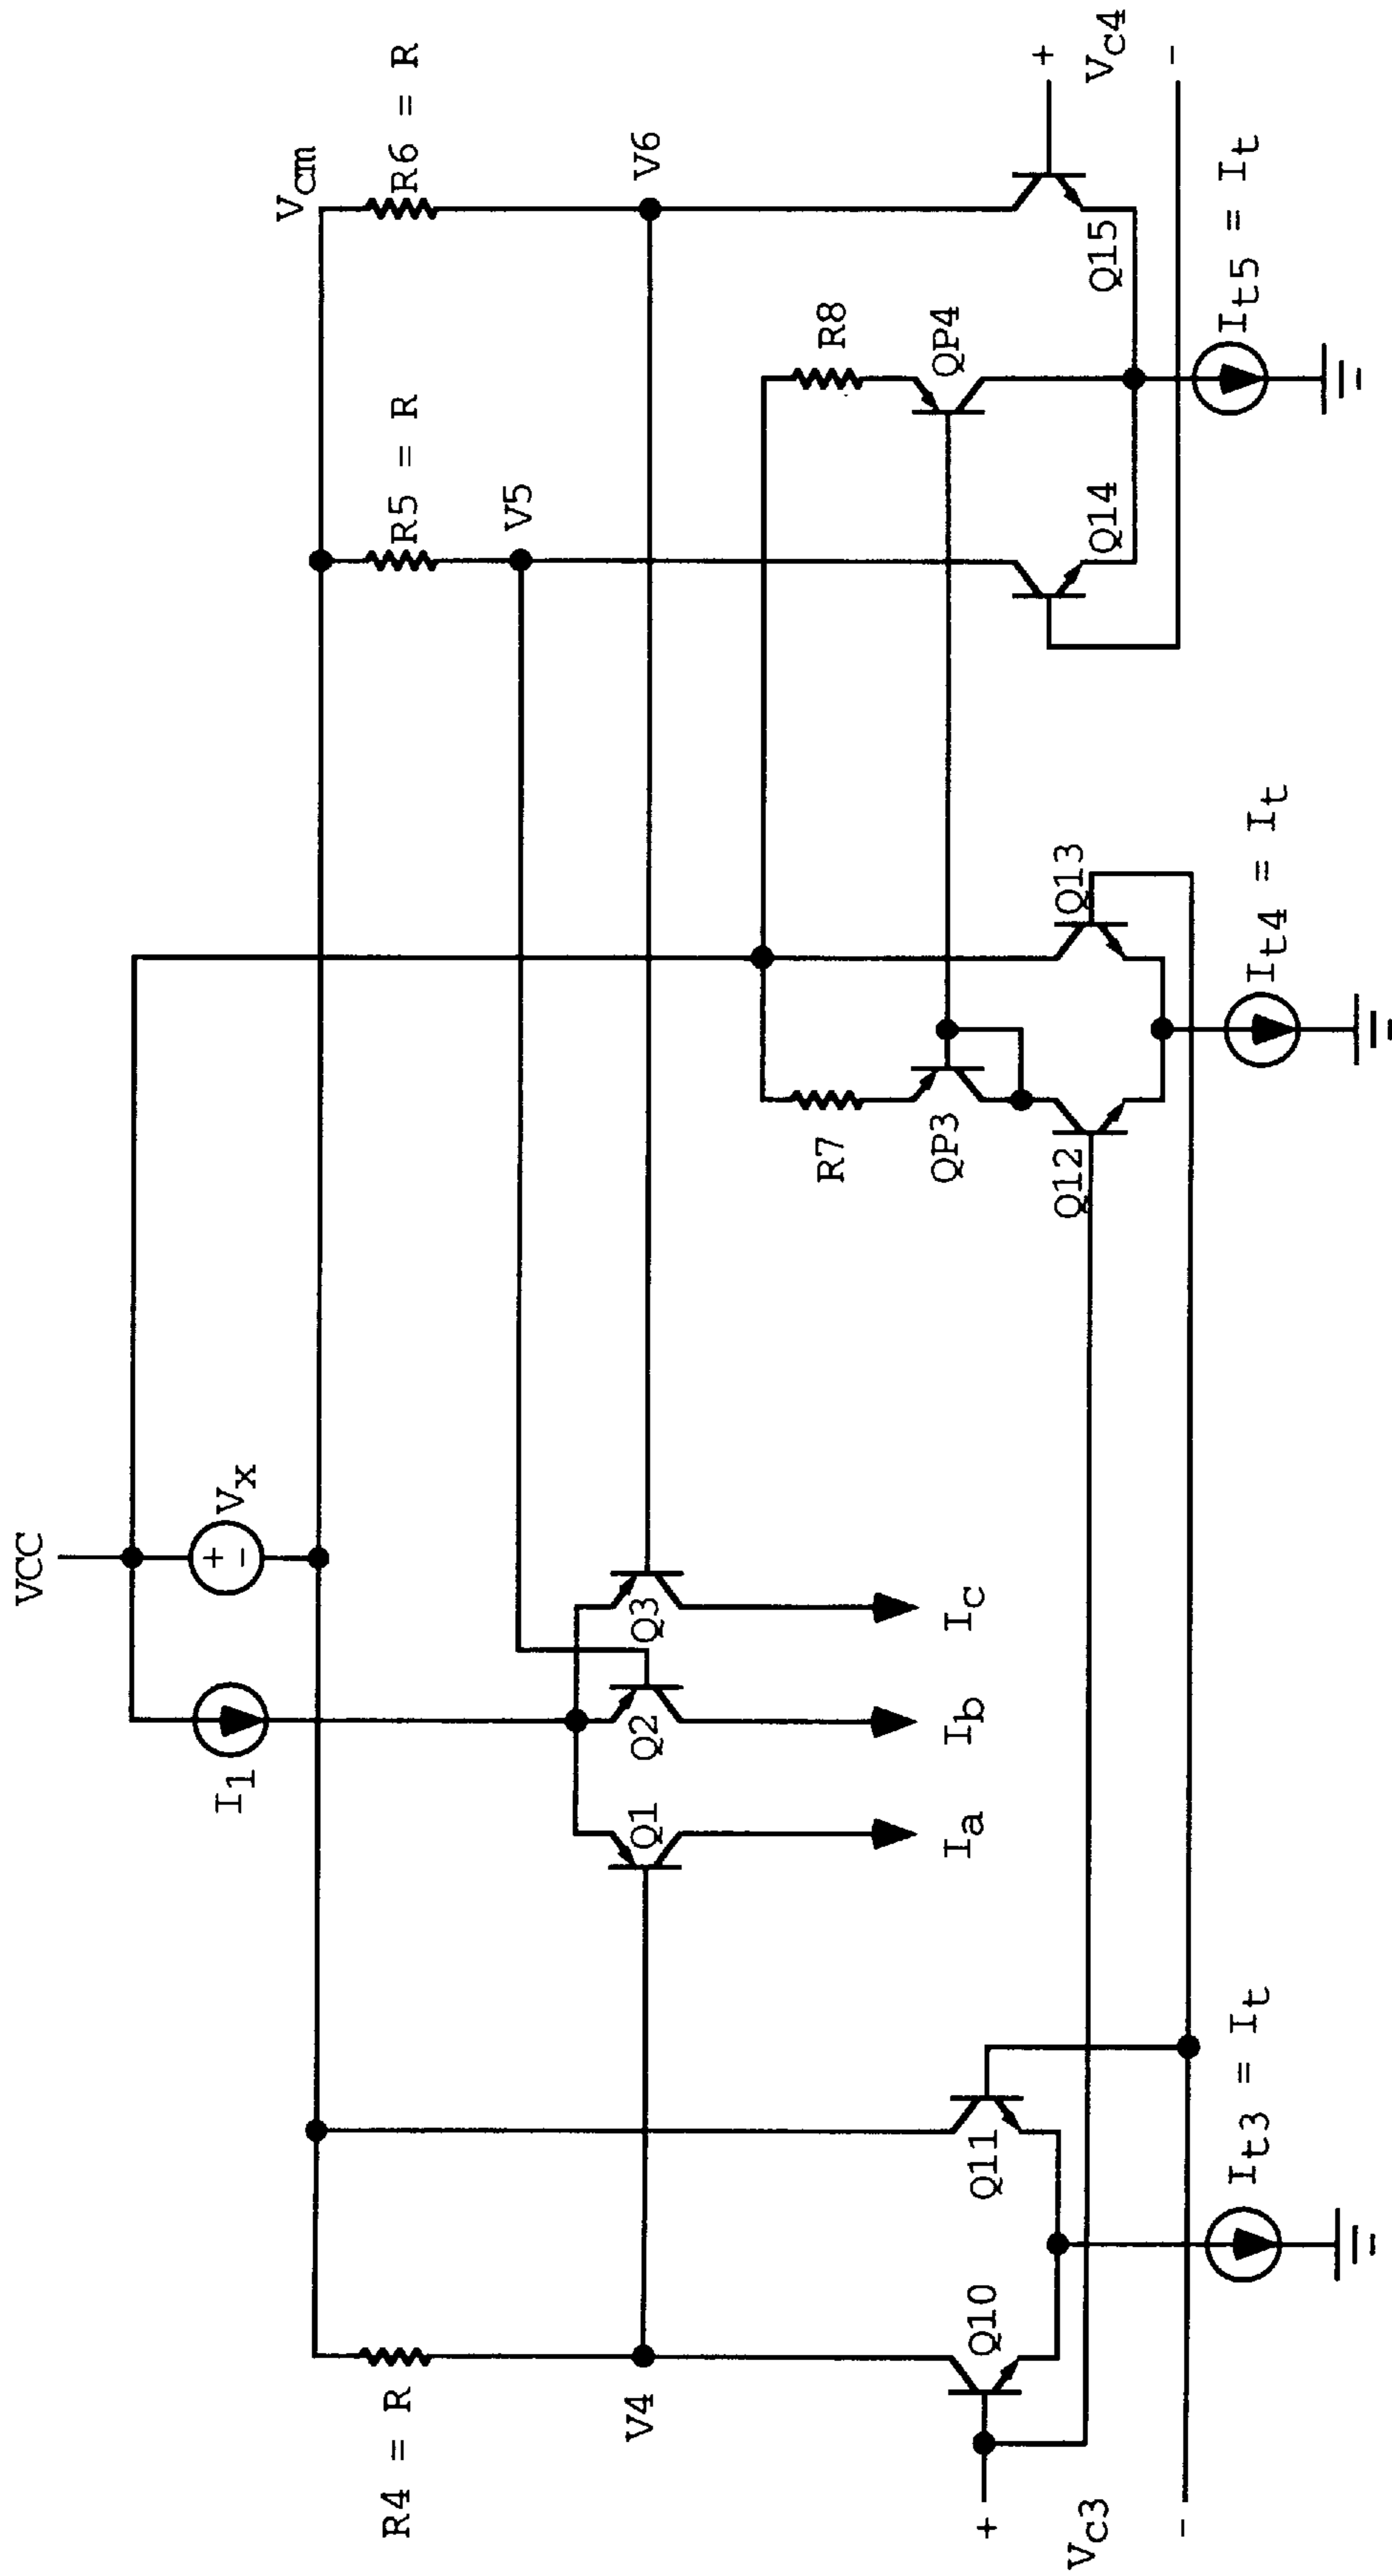 VCC
I1
Vx
+
-
Vcm
R4 = R
R5 = R
R6 = R
V4
V5
V6
Q1
Q2
Q3
Ia
Ib
Ic
R7
R8
QP3
QP4
Q10
Q11
Q12
Q13
Q14
Q15
+
Vc3
-
+
Vc4
-
It3 = It
It4 = It
It5 = It